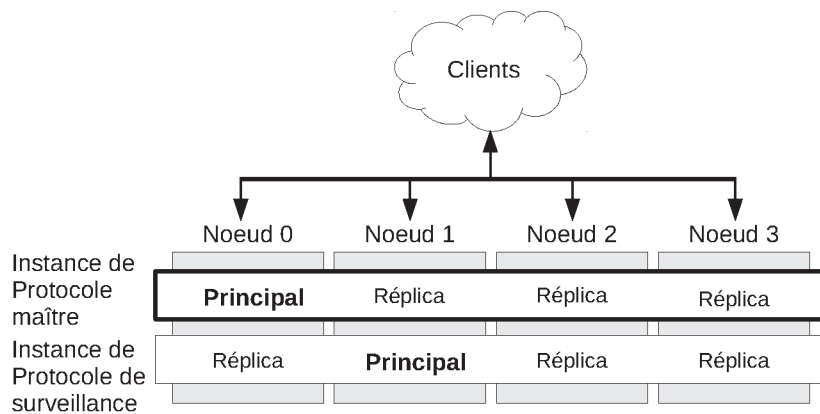 Clients
Noeud 0 Noeud 1 Noeud 2 Noeud 3
Instance de
Protocole
maître
Principal Réplica Réplica Réplica
Instance de
Protocole de
surveillance
Réplica Principal Réplica Réplica